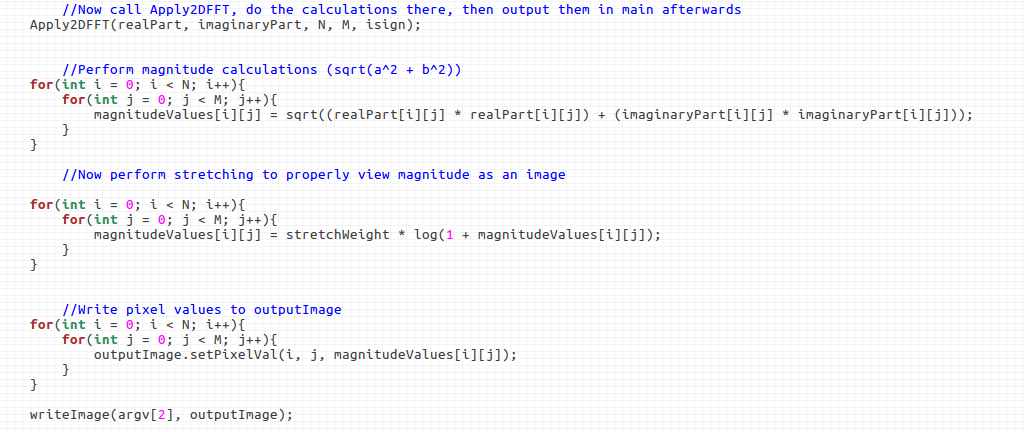 //Now call Apply2DFFT, do the calculations there, then output them in main afterwards
Apply2DFFT(realPart, imaginaryPart, N, M, isign);
//Perform magnitude calculations (sqrt(a^2 + b^2))
for(int i = 0; i < N; i++){
for(int j = 0; j < M; j++){
magnitudeValues[i][j] = sqrt((realPart[i][j] * realPart[i][j]) + (imaginaryPart[i][j] * imaginaryPart[i][j]));
}
}
//Now perform stretching to properly view magnitude as an image
for(int i = 0; i < N; i++){
for(int j = 0; j < M; j++){
magnitudeValues[i][j] = stretchWeight * log(1 + magnitudeValues[i][j]);
}
}
//Write pixel values to outputImage
for(int i = 0; i < N; i++){
for(int j = 0; j < M; j++){
outputImage.setPixelVal(i, j, magnitudeValues[i][j]);
}
}
writeImage(argv[2], outputImage);